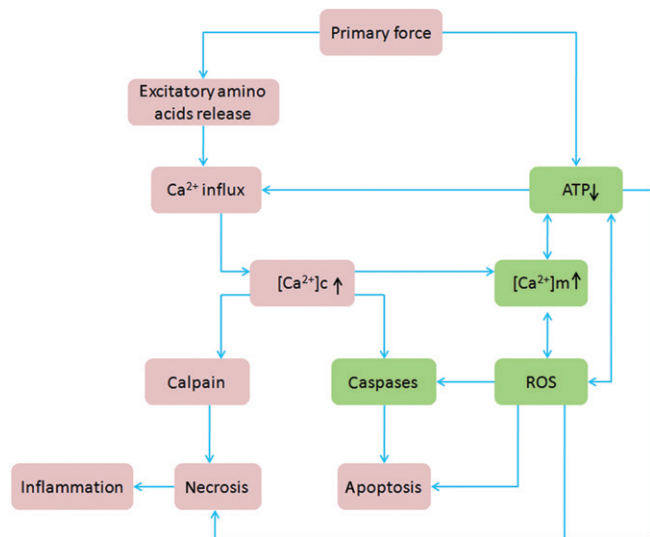 Primary force
Excitatory amino
acids release
Ca²⁺ influx
ATP↓
[Ca²⁺]c ↑
[Ca²⁺]m↑
Calpain
Caspases
ROS
Inflammation
Necrosis
Apoptosis